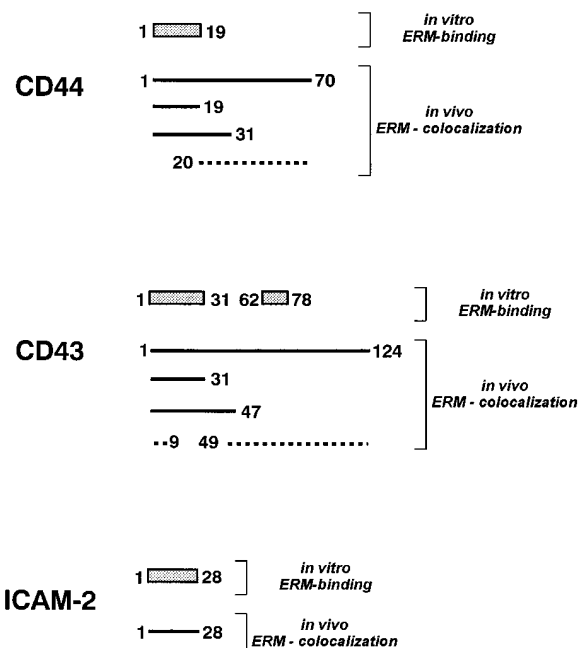 1 19 in vitro
ERM-binding
CD44
1 70
19 in vivo
ERM - colocalization
31
20
1 31 62 78 in vitro
ERM-binding
CD43
1 124
31 in vivo
ERM - colocalization
47
9 49
ICAM-2
1 28 in vitro
ERM-binding
1 28 in vivo
ERM - colocalization